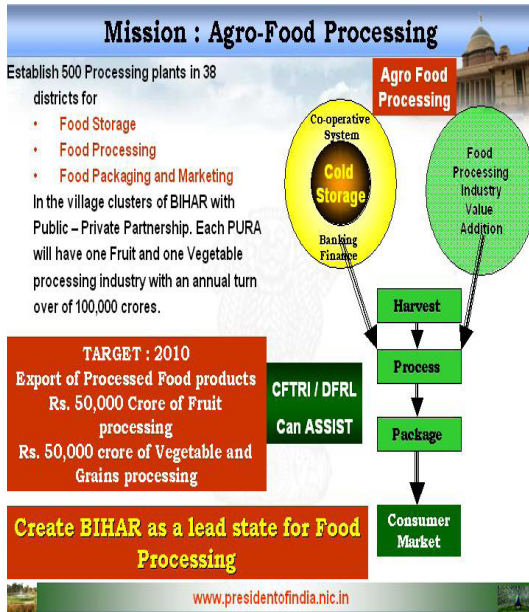 Mission : Agro-Food Processing
Establish 500 Processing plants in 38
districts for
• Food Storage
• Food Processing
• Food Packaging and Marketing
In the village clusters of BIHAR with
Public – Private Partnership. Each PURA
will have one Fruit and one Vegetable
processing industry with an annual turn
over of 100,000 crores.
Agro Food
Processing
Co-operative
System
Cold
Storage
Banking
Finance
Food
Processing
Industry
Value
Addition
Harvest
Process
Package
Consumer
Market
TARGET : 2010
Export of Processed Food products
Rs. 50,000 Crore of Fruit
processing
Rs. 50,000 crore of Vegetable and
Grains processing
CFTRI / DFRL
Can ASSIST
Create BIHAR as a lead state for Food
Processing
www.presidentofindia.nic.in